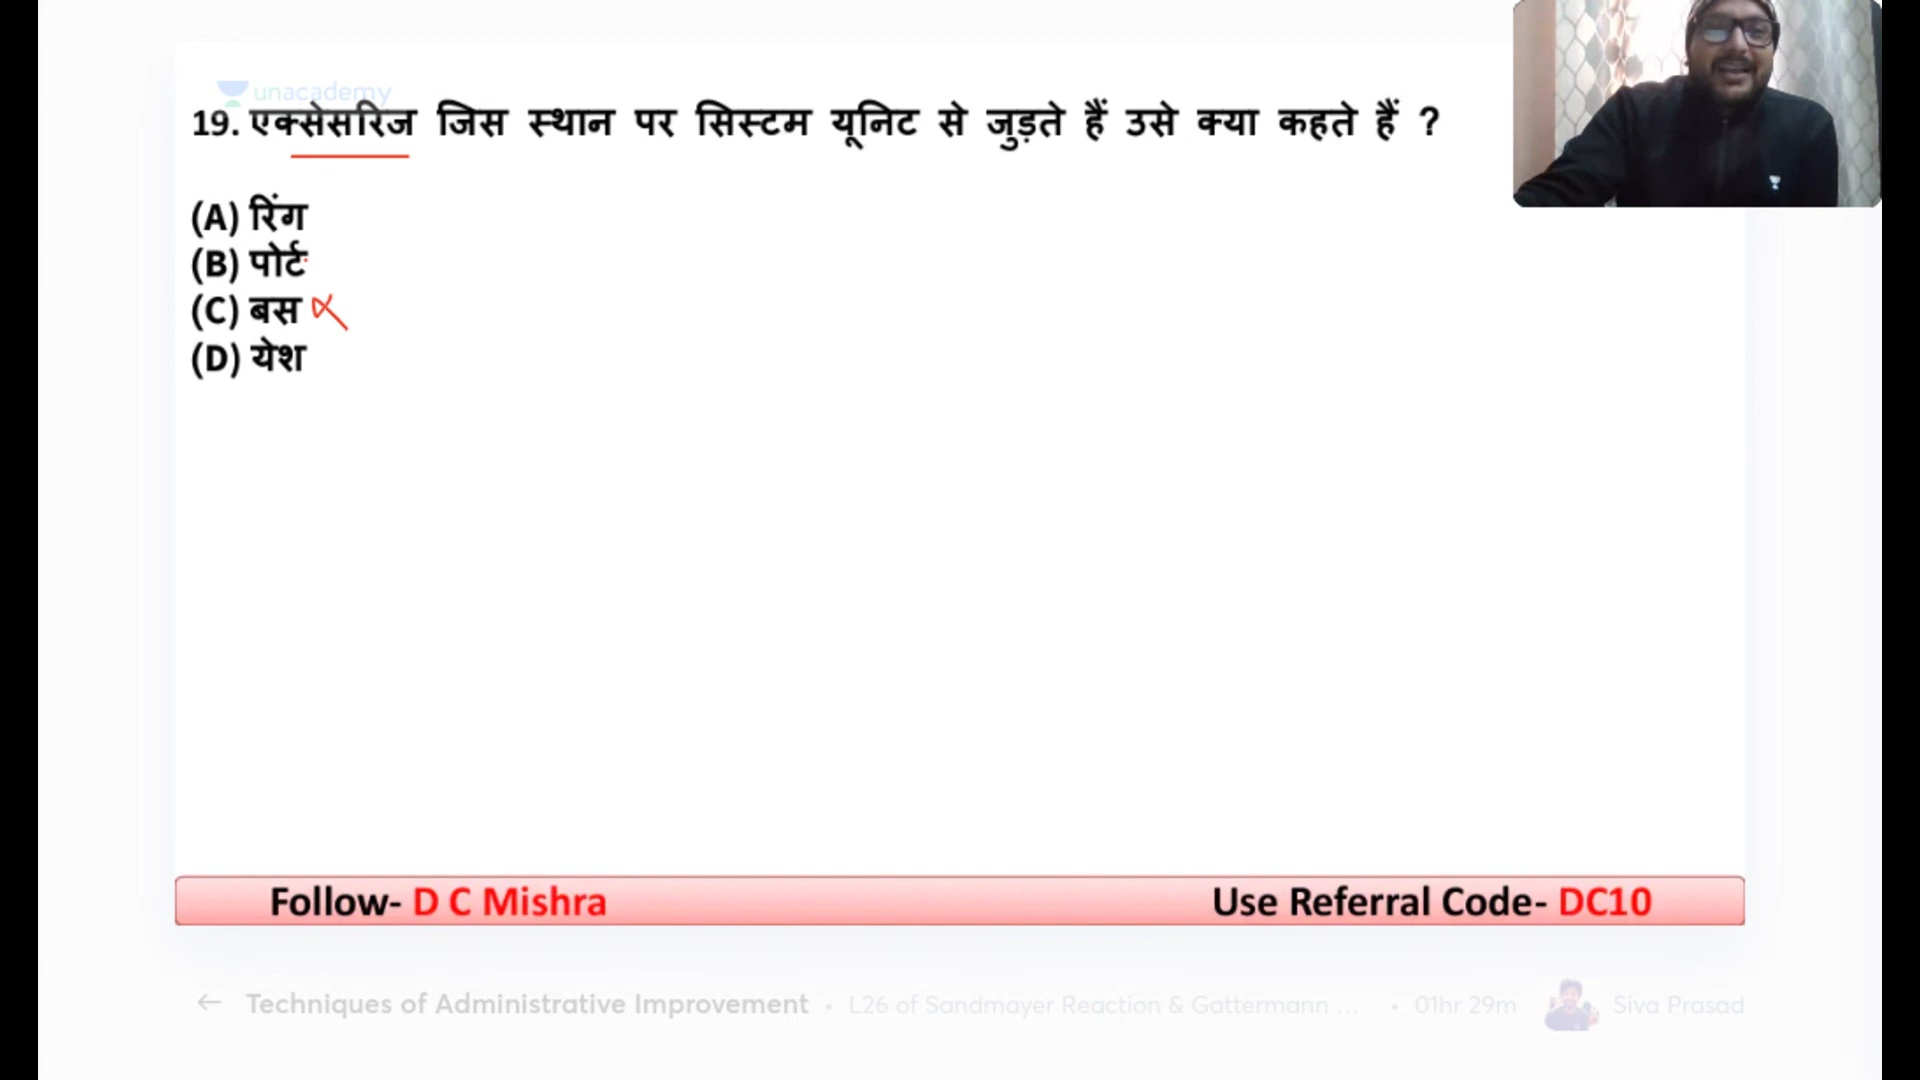 unacademy
19. एक्सेसरिज जिस स्थान पर सिस्टम यूनिट से जुड़ते हैं उसे क्या कहते हैं ?
(A) रिंग
(B) पोर्ट
(C) बस
(D) येश
Follow- D C Mishra Use Referral Code- DC10
Techniques of Administrative Improvement • L26 of Sandmayer Reaction & Gattermann ... • 01hr 29m Siva Prasad